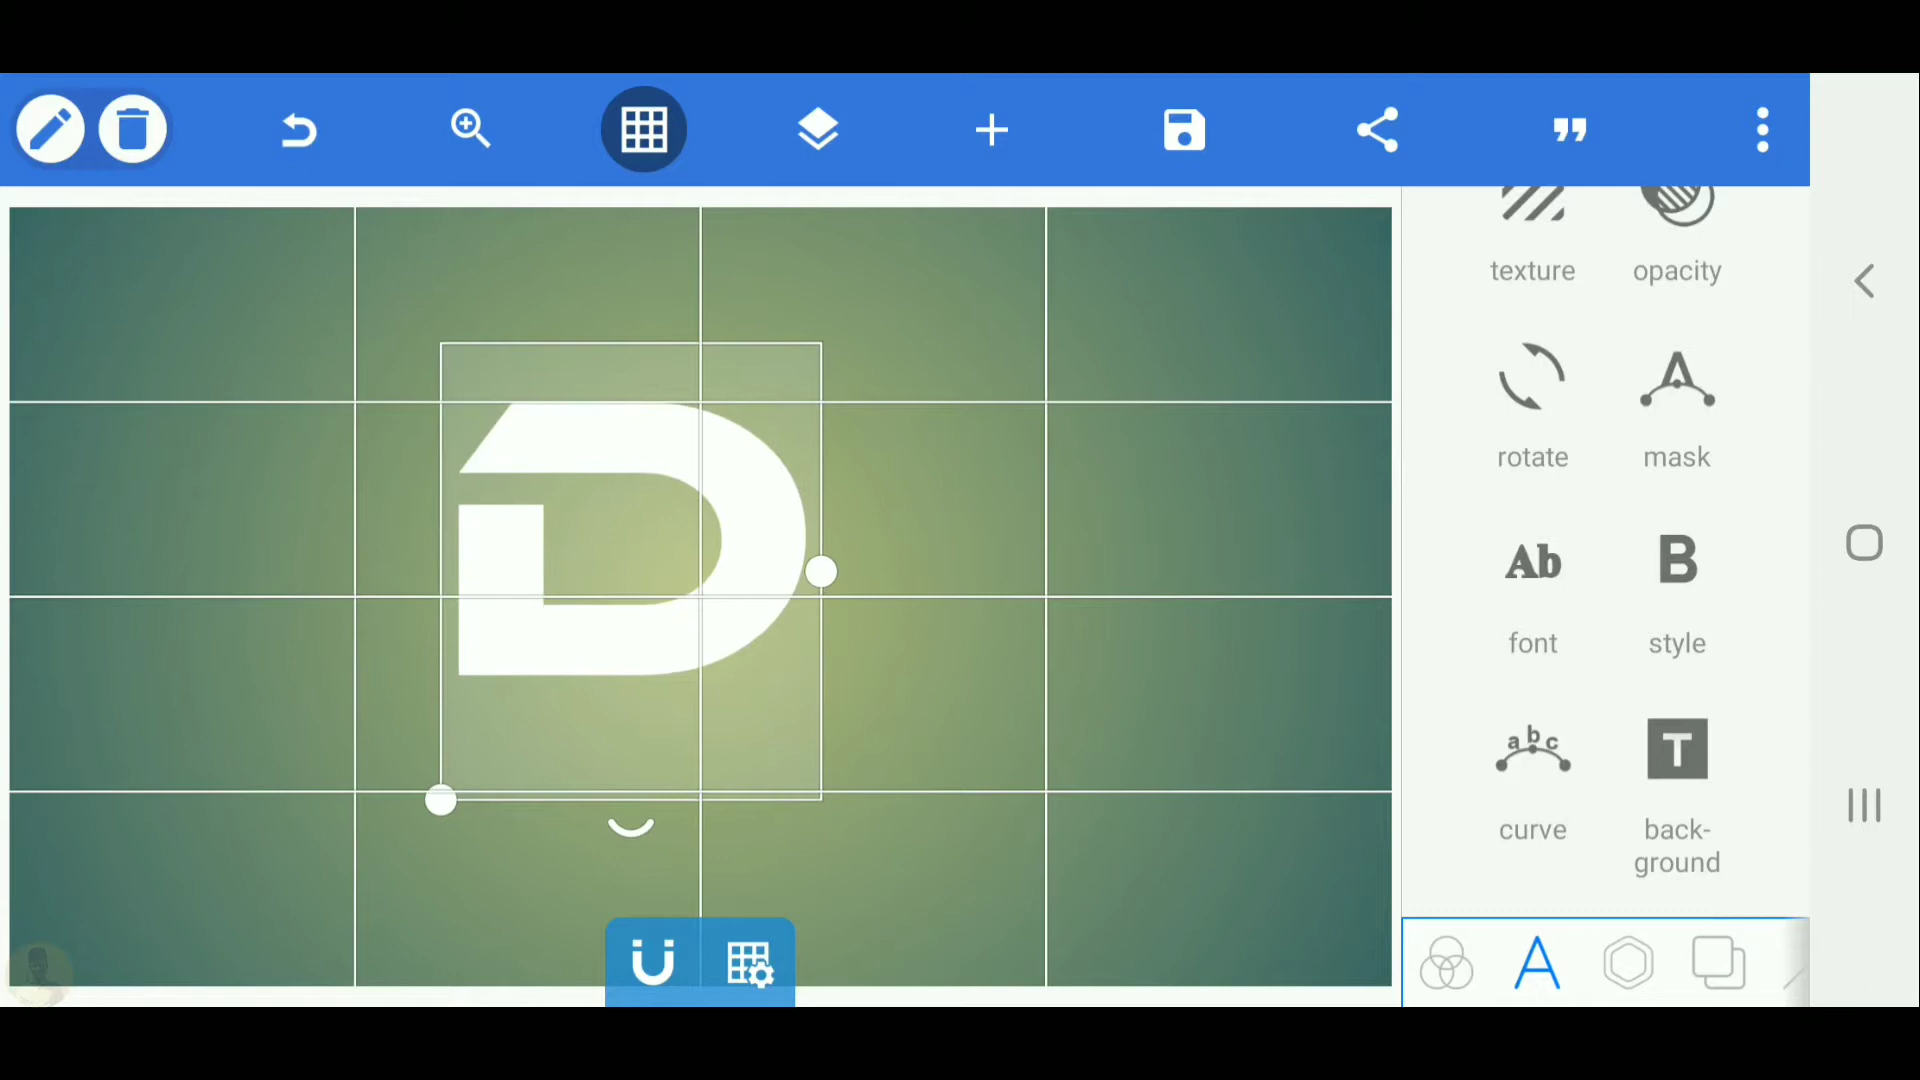 texture
opacity
rotate
mask
Ab
B
font
style
abc
T
curve
back-
ground
D
A